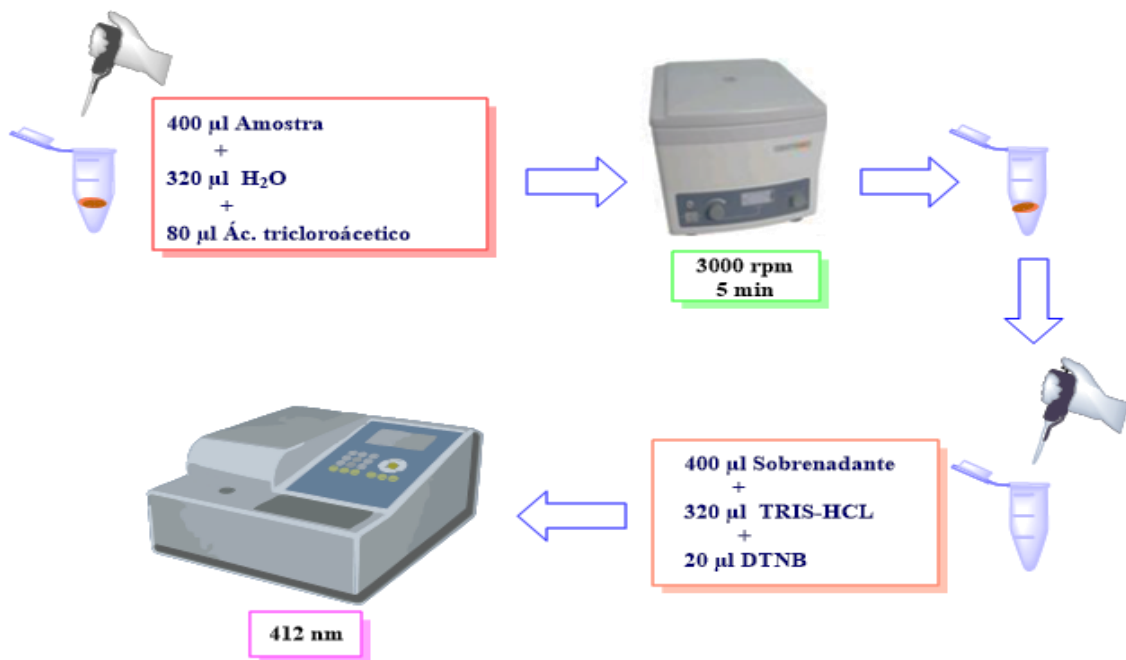 400 µl Amostra
+
320 µl H₂O
+
80 µl Ác. tricloroácetico
3000 rpm
5 min
400 µl Sobrenadante
+
320 µl TRIS-HCL
+
20 µl DTNB
412 nm